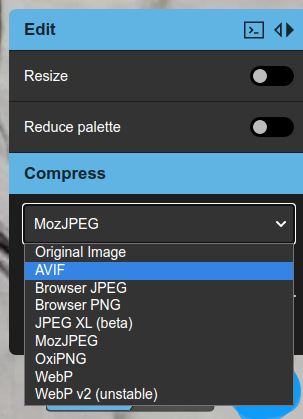 Edit
Resize
Reduce palette
Compress
MozJPEG
Original Image
AVIF
Browser JPEG
Browser PNG
JPEG XL (beta)
MozJPEG
OxiPNG
WebP
WebP v2 (unstable)